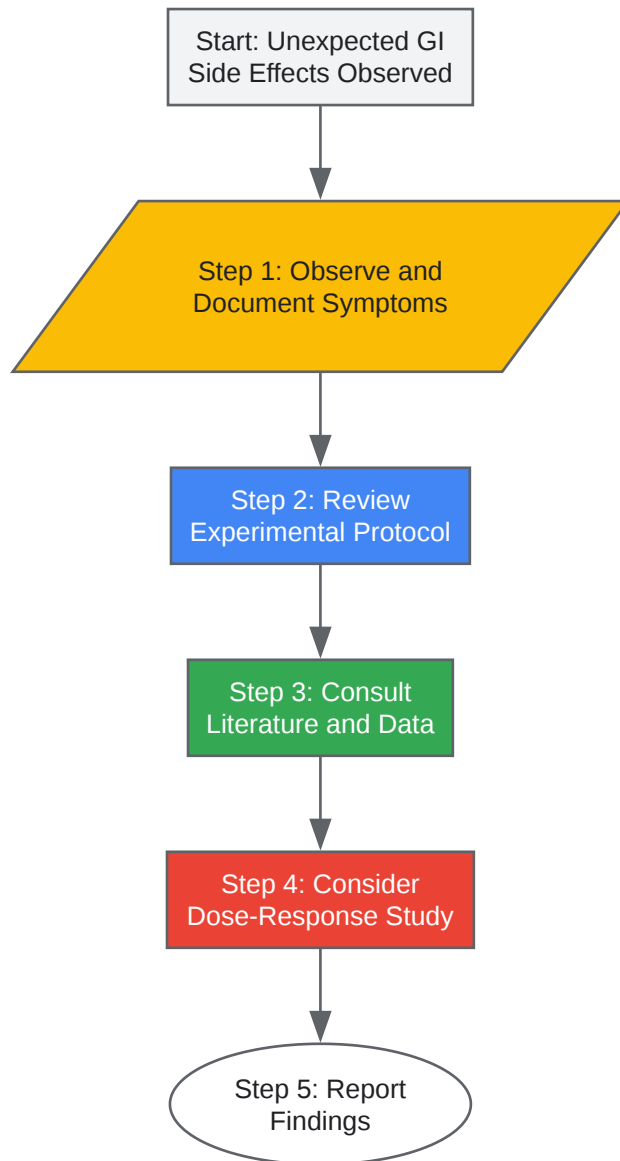 Start: Unexpected GI
Side Effects Observed
Step 1: Observe and
Document Symptoms
Step 2: Review
Experimental Protocol
Step 3: Consult
Literature and Data
Step 4: Consider
Dose-Response Study
Step 5: Report
Findings